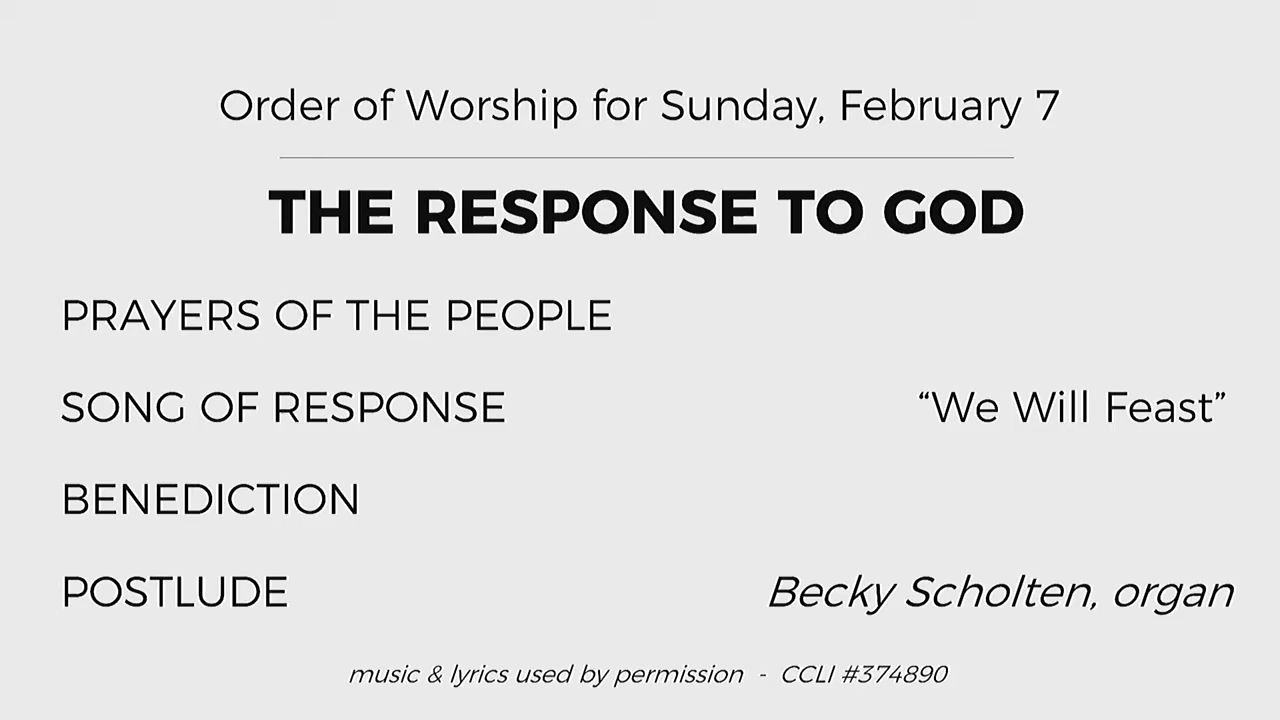 Order of Worship for Sunday, February 7
THE RESPONSE TO GOD
PRAYERS OF THE PEOPLE
SONG OF RESPONSE “We Will Feast”
BENEDICTION
POSTLUDE Becky Scholten, organ
music & lyrics used by permission - CCLI #374890